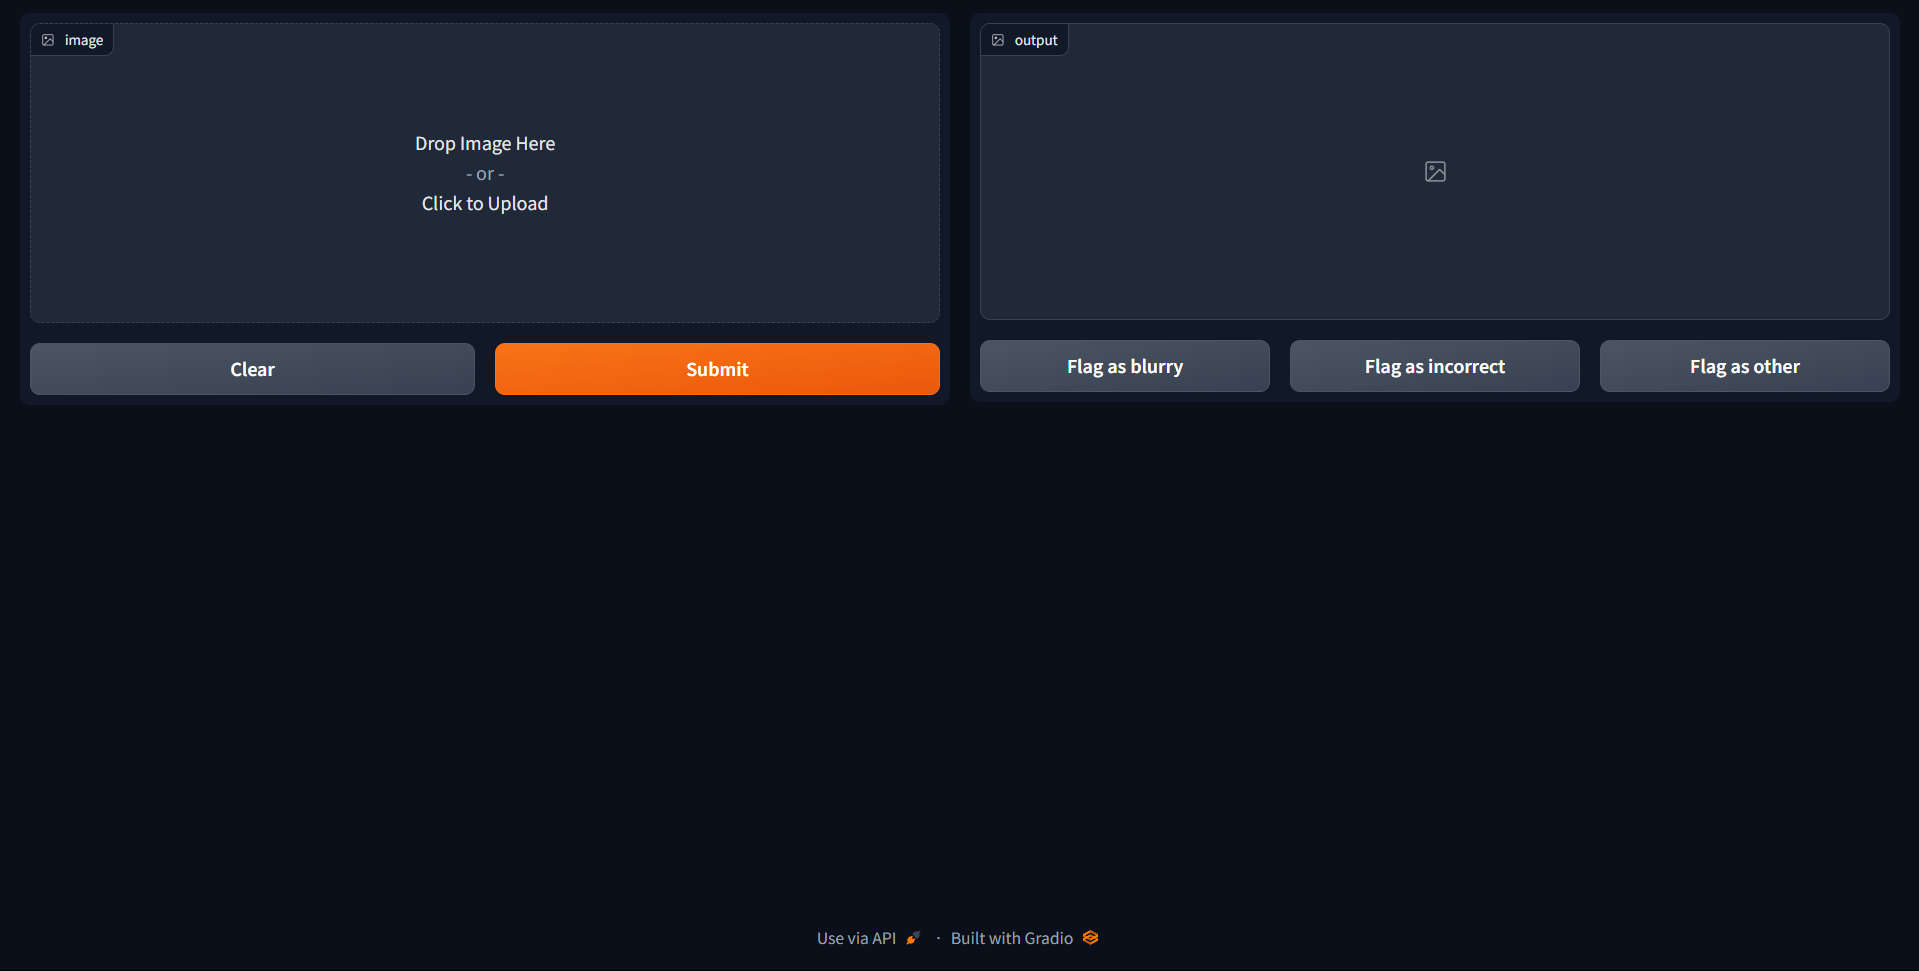 image
Drop Image Here
- or -
Click to Upload
Clear
Submit
output
Flag as blurry
Flag as incorrect
Flag as other
Use via API · Built with Gradio